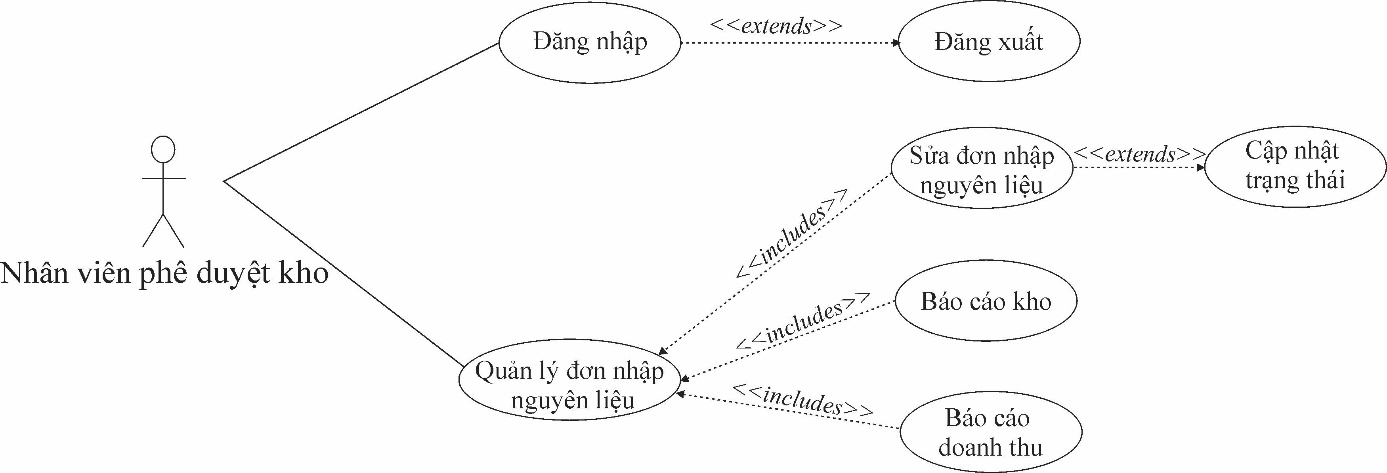 Đăng nhập
<<extends>>
Đăng xuất
Sửa đơn nhập
nguyên liệu
<<extends>>
Cập nhật
trạng thái
<<includes>>
Nhân viên phê duyệt kho
Báo cáo kho
<<includes>>
Quản lý đơn nhập
nguyên liệu
<<includes>>
Báo cáo
doanh thu